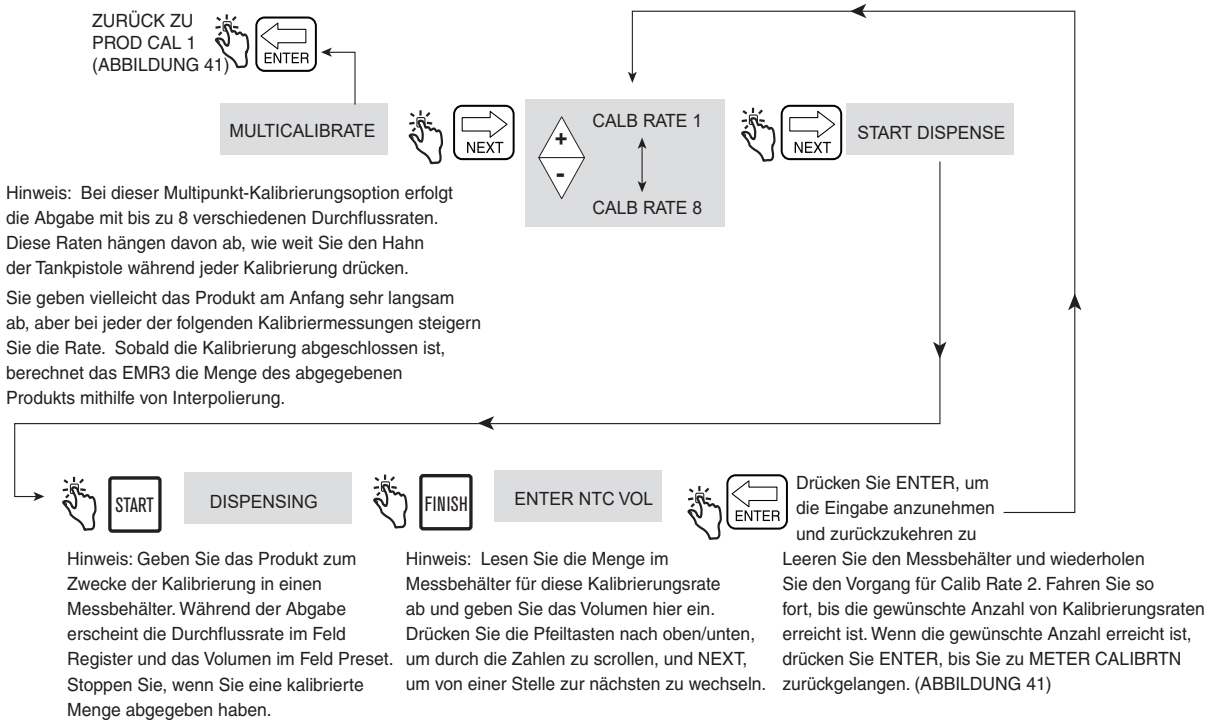 ZURÜCK ZU
PROD CAL 1
(ABBILDUNG 41)
ENTER
MULTICALIBRATE
NEXT
+
-
CALB RATE 1
CALB RATE 8
NEXT
START DISPENSE
Hinweis: Bei dieser Multipunkt-Kalibrierungsoption erfolgt
die Abgabe mit bis zu 8 verschiedenen Durchflussraten.
Diese Raten hängen davon ab, wie weit Sie den Hahn
der Tankpistole während jeder Kalibrierung drücken.
Sie geben vielleicht das Produkt am Anfang sehr langsam
ab, aber bei jeder der folgenden Kalibriermessungen steigern
Sie die Rate. Sobald die Kalibrierung abgeschlossen ist,
berechnet das EMR3 die Menge des abgegebenen
Produkts mithilfe von Interpolierung.
START
DISPENSING
Hinweis: Geben Sie das Produkt zum
Zwecke der Kalibrierung in einen
Messbehälter. Während der Abgabe
erscheint die Durchflussrate im Feld
Register und das Volumen im Feld Preset.
Stoppen Sie, wenn Sie eine kalibrierte
Menge abgegeben haben.
FINISH
ENTER NTC VOL
Hinweis: Lesen Sie die Menge im
Messbehälter für diese Kalibrierungsrate
ab und geben Sie das Volumen hier ein.
Drücken Sie die Pfeiltasten nach oben/unten,
um durch die Zahlen zu scrollen, und NEXT,
um von einer Stelle zur nächsten zu wechseln.
ENTER
Drücken Sie ENTER, um
die Eingabe anzunehmen
und zurückzukehren zu
Leeren Sie den Messbehälter und wiederholen
Sie den Vorgang für Calib Rate 2. Fahren Sie so
fort, bis die gewünschte Anzahl von Kalibrierungsraten
erreicht ist. Wenn die gewünschte Anzahl erreicht ist,
drücken Sie ENTER, bis Sie zu METER CALIBRTN
zurückgelangen. (ABBILDUNG 41)